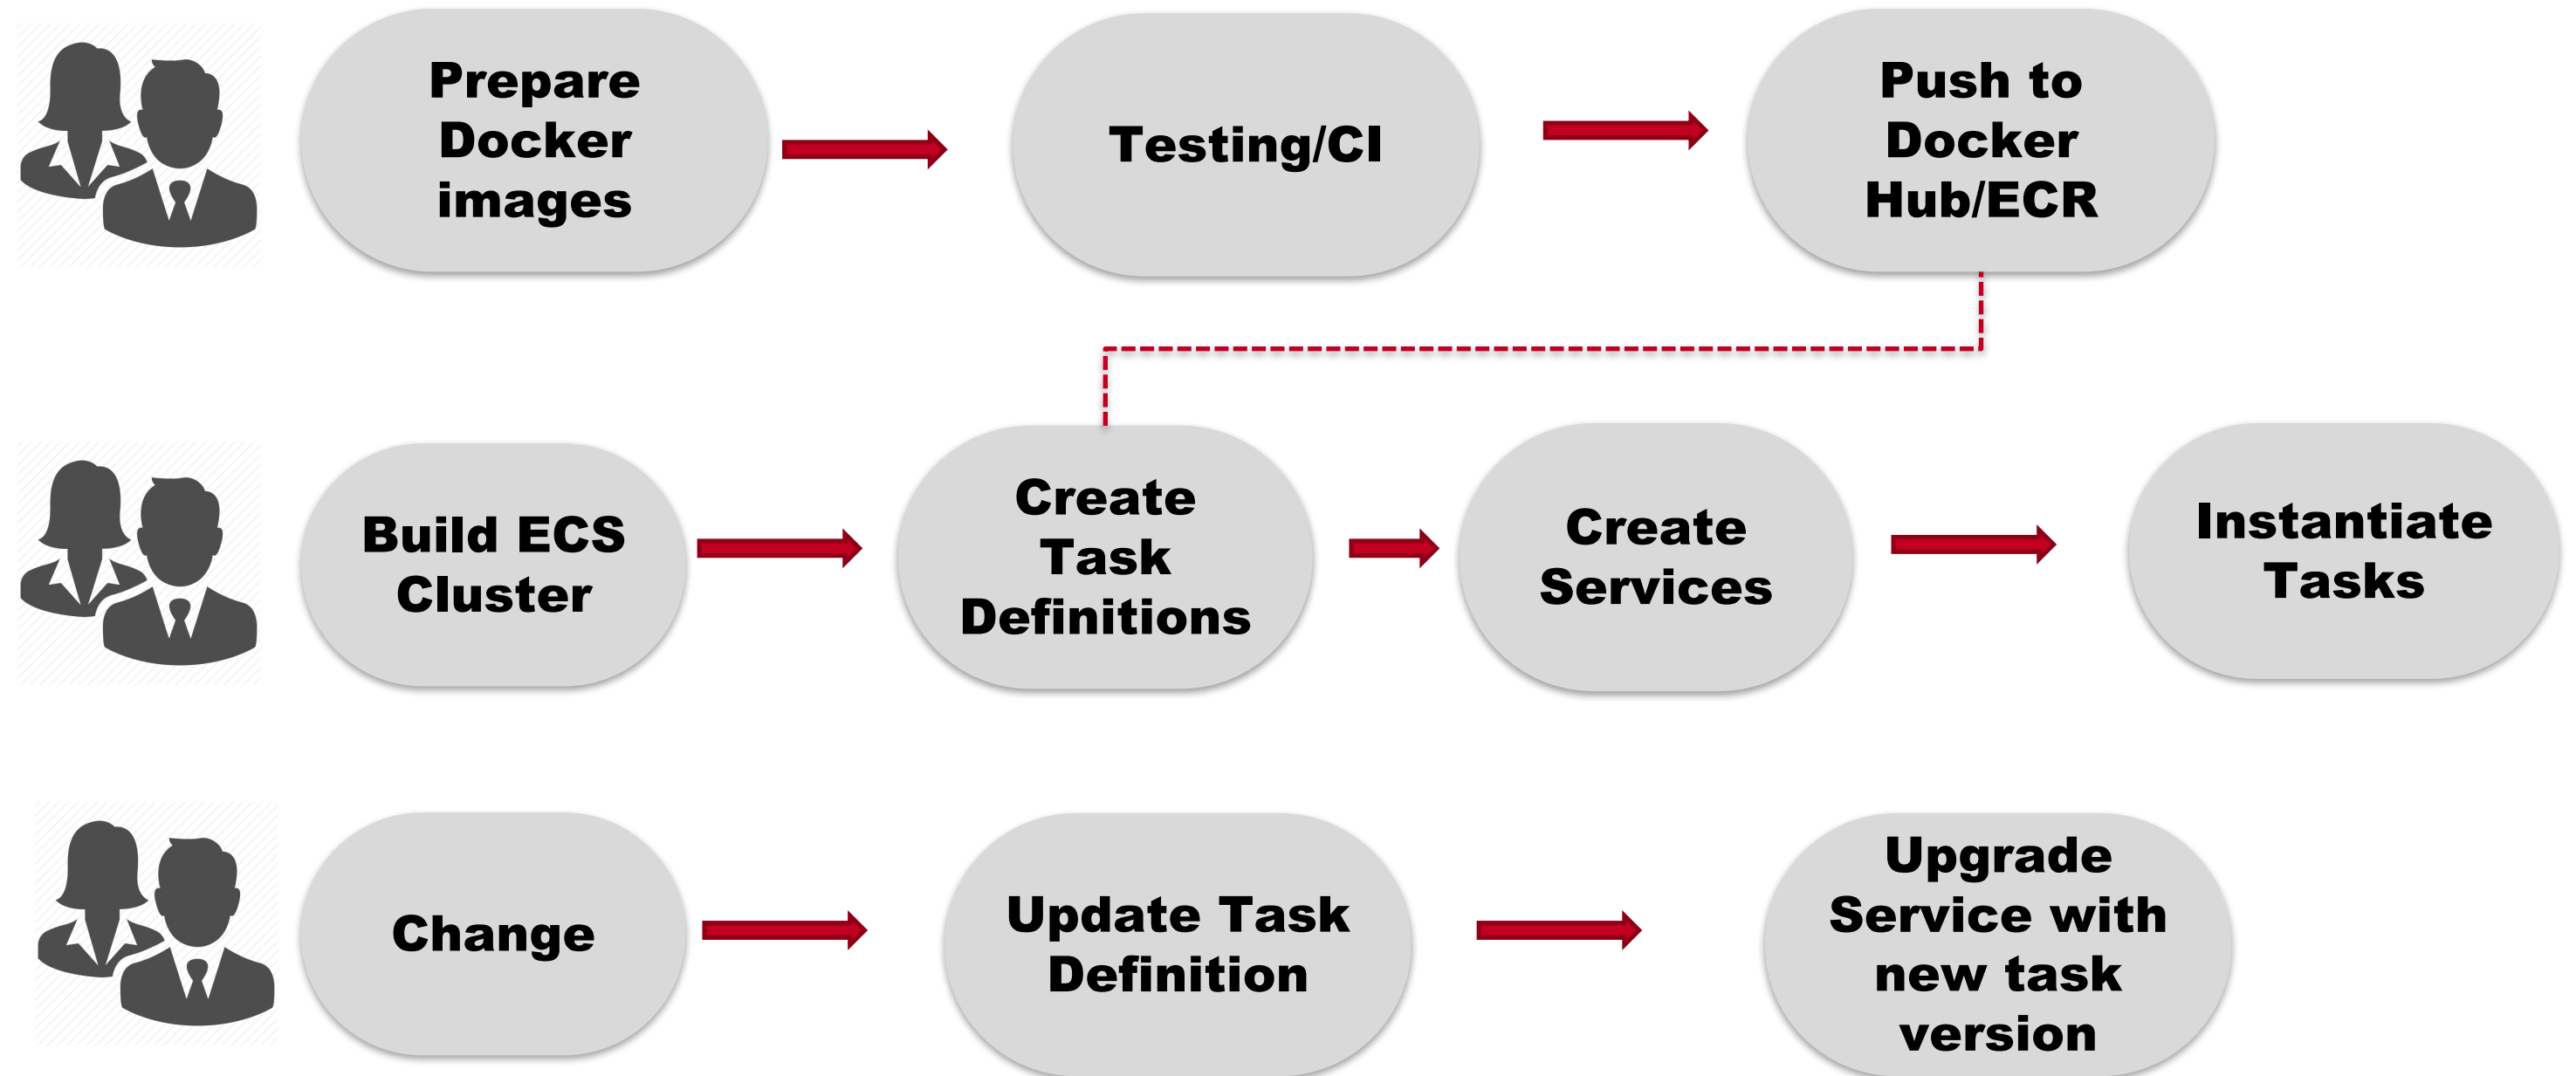 Prepare
Docker
images
Testing/CI
Push to
Docker
Hub/ECR
Build ECS
Cluster
Create
Task
Definitions
Create
Services
Instantiate
Tasks
Change
Update Task
Definition
Upgrade
Service with
new task
version